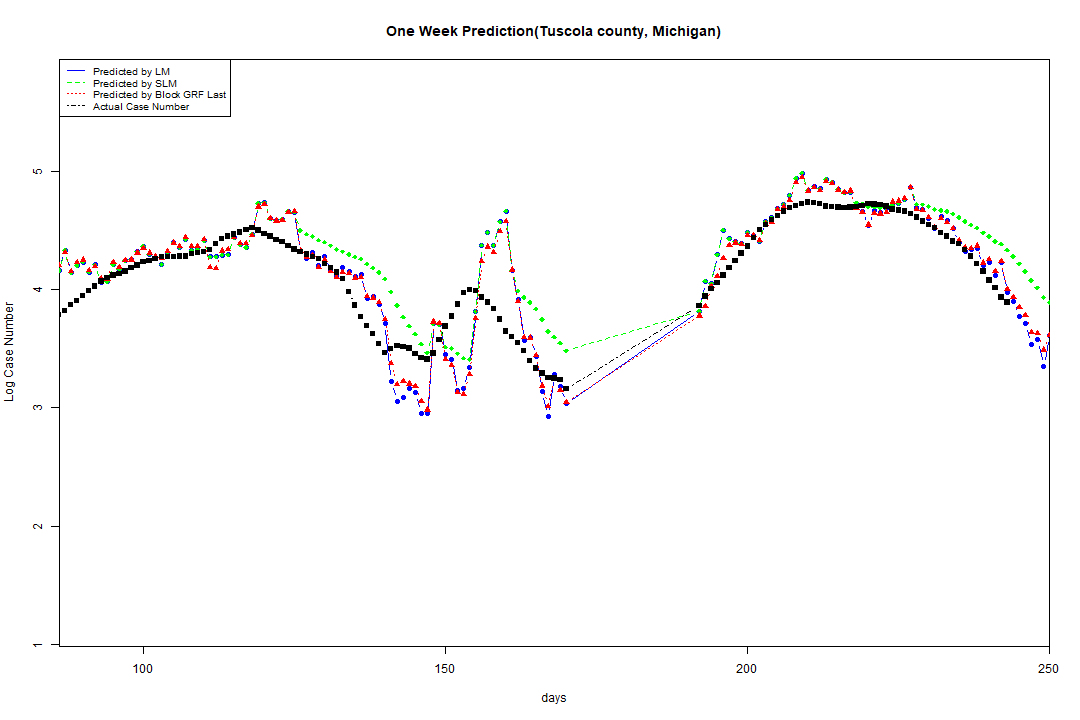 One Week Prediction(Tuscola county, Michigan)
Predicted by LM
Predicted by SLM
Predicted by Block GRF Last
Actual Case Number
Log Case Number
5
4
3
2
1
100
150
200
250
days